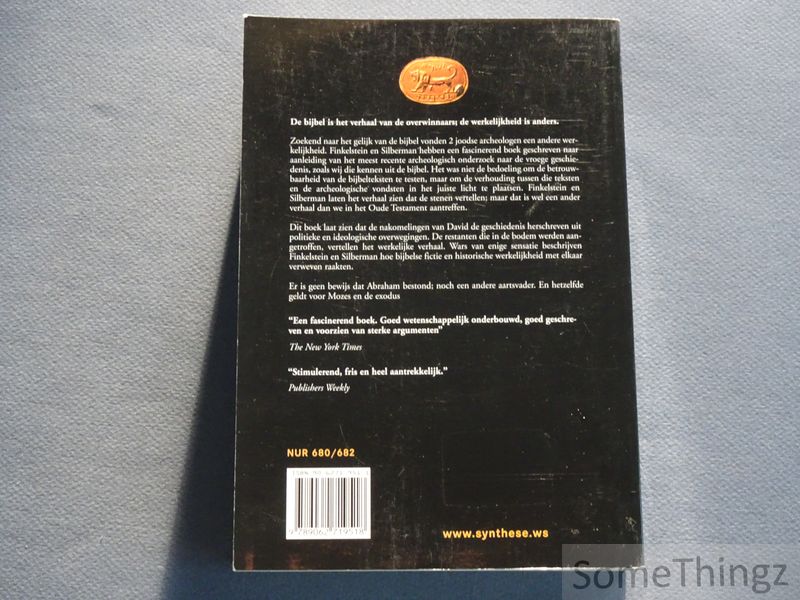 De bijbel is het verhaal van de overwinnaars; de werkelijkheid is anders.
Zoekend naar het gelijk van de bijbel vonden 2 joodse archeologen een andere wer-
kelijkheid. Finkelstein en Silberman hebben een fascinerend boek geschreven naar
aanleiding van het meest recente archeologisch onderzoek naar de vroege geschie-
denis, zoals wij die kennen uit de bijbel. Het was niet de bedoeling om de betrouw-
baarheid van de bijbelteksten te testen, maar om de verhouding tussen die teksten
en de archeologische vondsten in het juiste licht te plaatsen. Finkelstein en
Silberman laten het verhaal zien dat de stenen vertellen; maar dat is wel een ander
verhaal dan we in het Oude Testament aantreffen.
Dit boek laat zien dat de nakomelingen van David de geschiedenis herschreven uit
politieke en ideologische overwegingen. De restanten die in de bodem werden aan-
getroffen, vertellen het werkelijke verhaal. Wars van enige sensatie beschrijven
Finkelstein en Silberman hoe bijbelse fictie en historische werkelijkheid met elkaar
verweven raakten.
Er is geen bewijs dat Abraham bestond; noch een andere aartsvader. En hetzelfde
geldt voor Mozes en de exodus
“Een fascinerend boek. Goed wetenschappelijk onderbouwd, goed geschre-
ven en voorzien van sterke argumenten”
The New York Times
“Stimulerend, fris en heel aantrekkelijk.”
Publishers Weekly
NUR 680/682
ISBN 90-6271-951-1
9 789062 719518
www.synthese.ws
SomeThingz